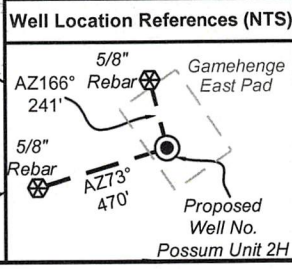 Well Location References (NTS)
5/8"
Rebar
Gamehenge
East Pad
AZ166°
241'
5/8"
Rebar
AZ73°
470'
Proposed
Well No.
Possum Unit 2H